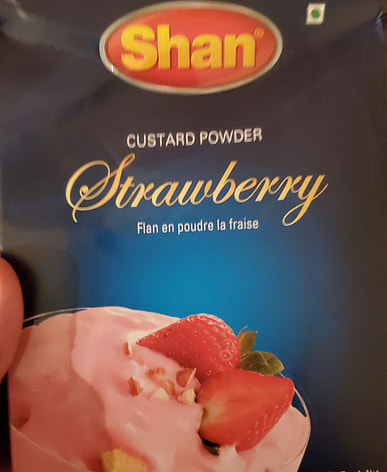 Shan®
CUSTARD POWDER
Strawberry
Flan en poudre la fraise